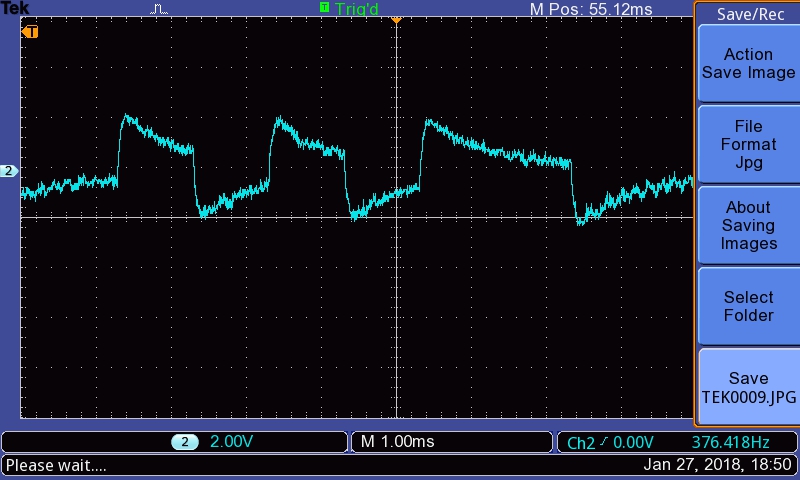 Tek
T Trig'd
M Pos: 55.12ms
Save/Rec
T
Action
Save Image
File
Format
Jpg
2
About
Saving
Images
Select
Folder
Save
TEK0009.JPG
2 2.00V
M 1.00ms
Ch2 0.00V 376.418Hz
Please wait....
Jan 27, 2018, 18:50